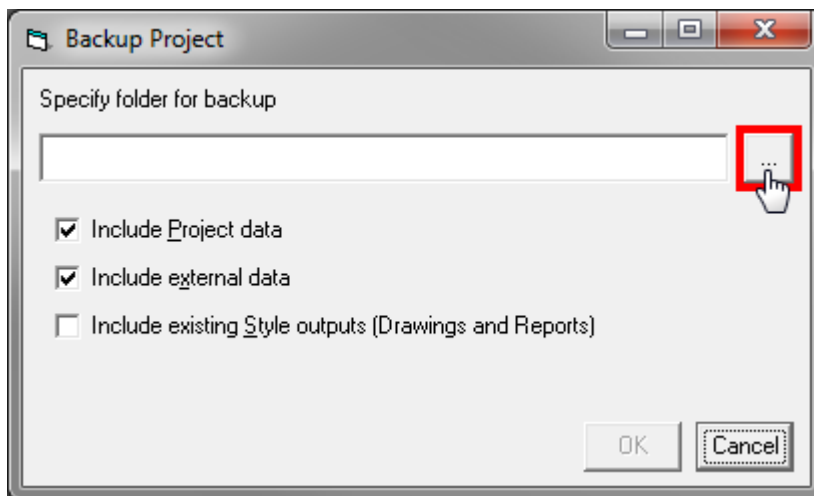 Backup Project
Specify folder for backup
...
Include Project data
Include external data
Include existing Style outputs (Drawings and Reports)
OK Cancel